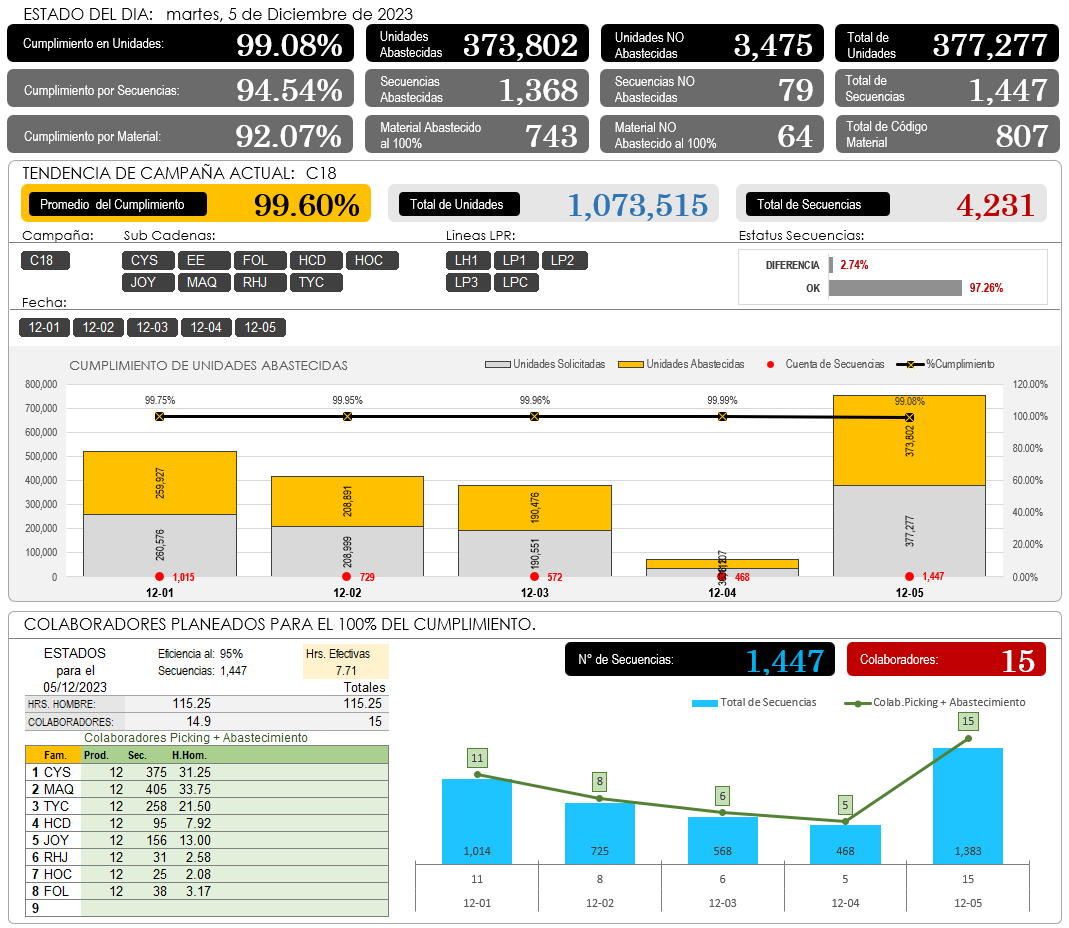 ESTADO DEL DIA: martes, 5 de Diciembre de 2023
Cumplimiento en Unidades: 99.08%
Unidades Abastecidas 373,802
Unidades NO Abastecidas 3,475
Total de Unidades 377,277
Cumplimiento por Secuencias: 94.54%
Secuencias Abastecidas 1,368
Secuencias NO Abastecidas 79
Total de Secuencias 1,447
Cumplimiento por Material: 92.07%
Material Abastecido al 100% 743
Material NO Abastecido al 100% 64
Total de Código Material 807
TENDENCIA DE CAMPAÑA ACTUAL: C18
Promedio del Cumplimiento 99.60%
Total de Unidades 1,073,515
Total de Secuencias 4,231
Campaña: Sub Cadenas: Lineas LPR: Estatus Secuencias:
C18
CYS EE FOL HCD HOC
JOY MAQ RHJ TYC
LH1 LP1 LP2
LP3 LPC
DIFERENCIA 2.74%
OK 97.26%
Fecha:
12-01 12-02 12-03 12-04 12-05
CUMPLIMIENTO DE UNIDADES ABASTECIDAS
Unidades Solicitadas Unidades Abastecidas Cuenta de Secuencias %Cumplimiento
800,000
700,000
600,000
500,000
400,000
300,000
200,000
100,000
0
120.00%
100.00%
80.00%
60.00%
40.00%
20.00%
0.00%
99.75% 99.95% 99.96% 99.99% 99.08%
259,927 208,891 190,476 373,802
260,576 208,999 190,551 377,277
1,015 729 572 468 1,447
12-01 12-02 12-03 12-04 12-05
COLABORADORES PLANEADOS PARA EL 100% DEL CUMPLIMIENTO.
ESTADOS
para el
05/12/2023
Eficiencia al: 95%
Secuencias: 1,447
Hrs. Efectivas
7.71
Totales
HRS. HOMBRE: 115.25 115.25
COLABORADORES: 14.9 15
Colaboradores Picking + Abastecimiento
Fam. Prod. Sec. H.Hom.
1 CYS 12 375 31.25
2 MAQ 12 405 33.75
3 TYC 12 258 21.50
4 HCD 12 95 7.92
5 JOY 12 156 13.00
6 RHJ 12 31 2.58
7 HOC 12 25 2.08
8 FOL 12 38 3.17
9
N° de Secuencias: 1,447
Colaboradores: 15
Total de Secuencias Colab.Picking + Abastecimiento
11 8 6 5 15
1,014 725 568 468 1,383
11 8 6 5 15
12-01 12-02 12-03 12-04 12-05